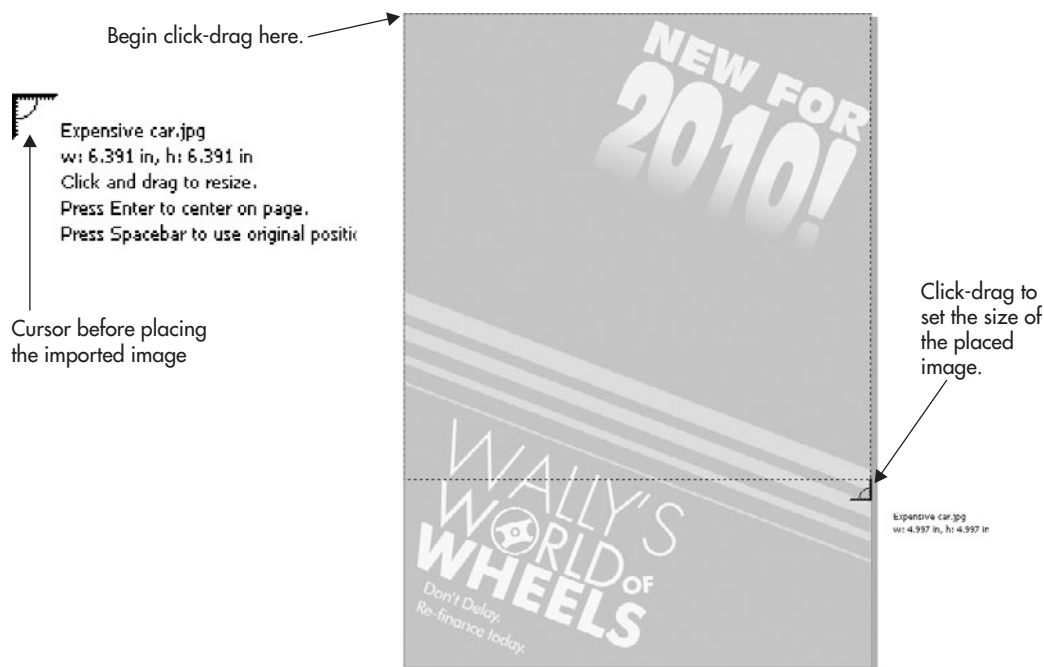 Begin click-drag here.
Expensive car.jpg
w: 6.391 in, h: 6.391 in
Click and drag to resize.
Press Enter to center on page.
Press Spacebar to use original positic
Cursor before placing
the imported image
NEW FOR
2010!
Click-drag to
set the size of
the placed
image.
Expensive car.jpg
w: 4.997 in, h: 4.997 in
WALLY'S
WORLD OF
WHEELS
Don't Delay.
Re-finance today.